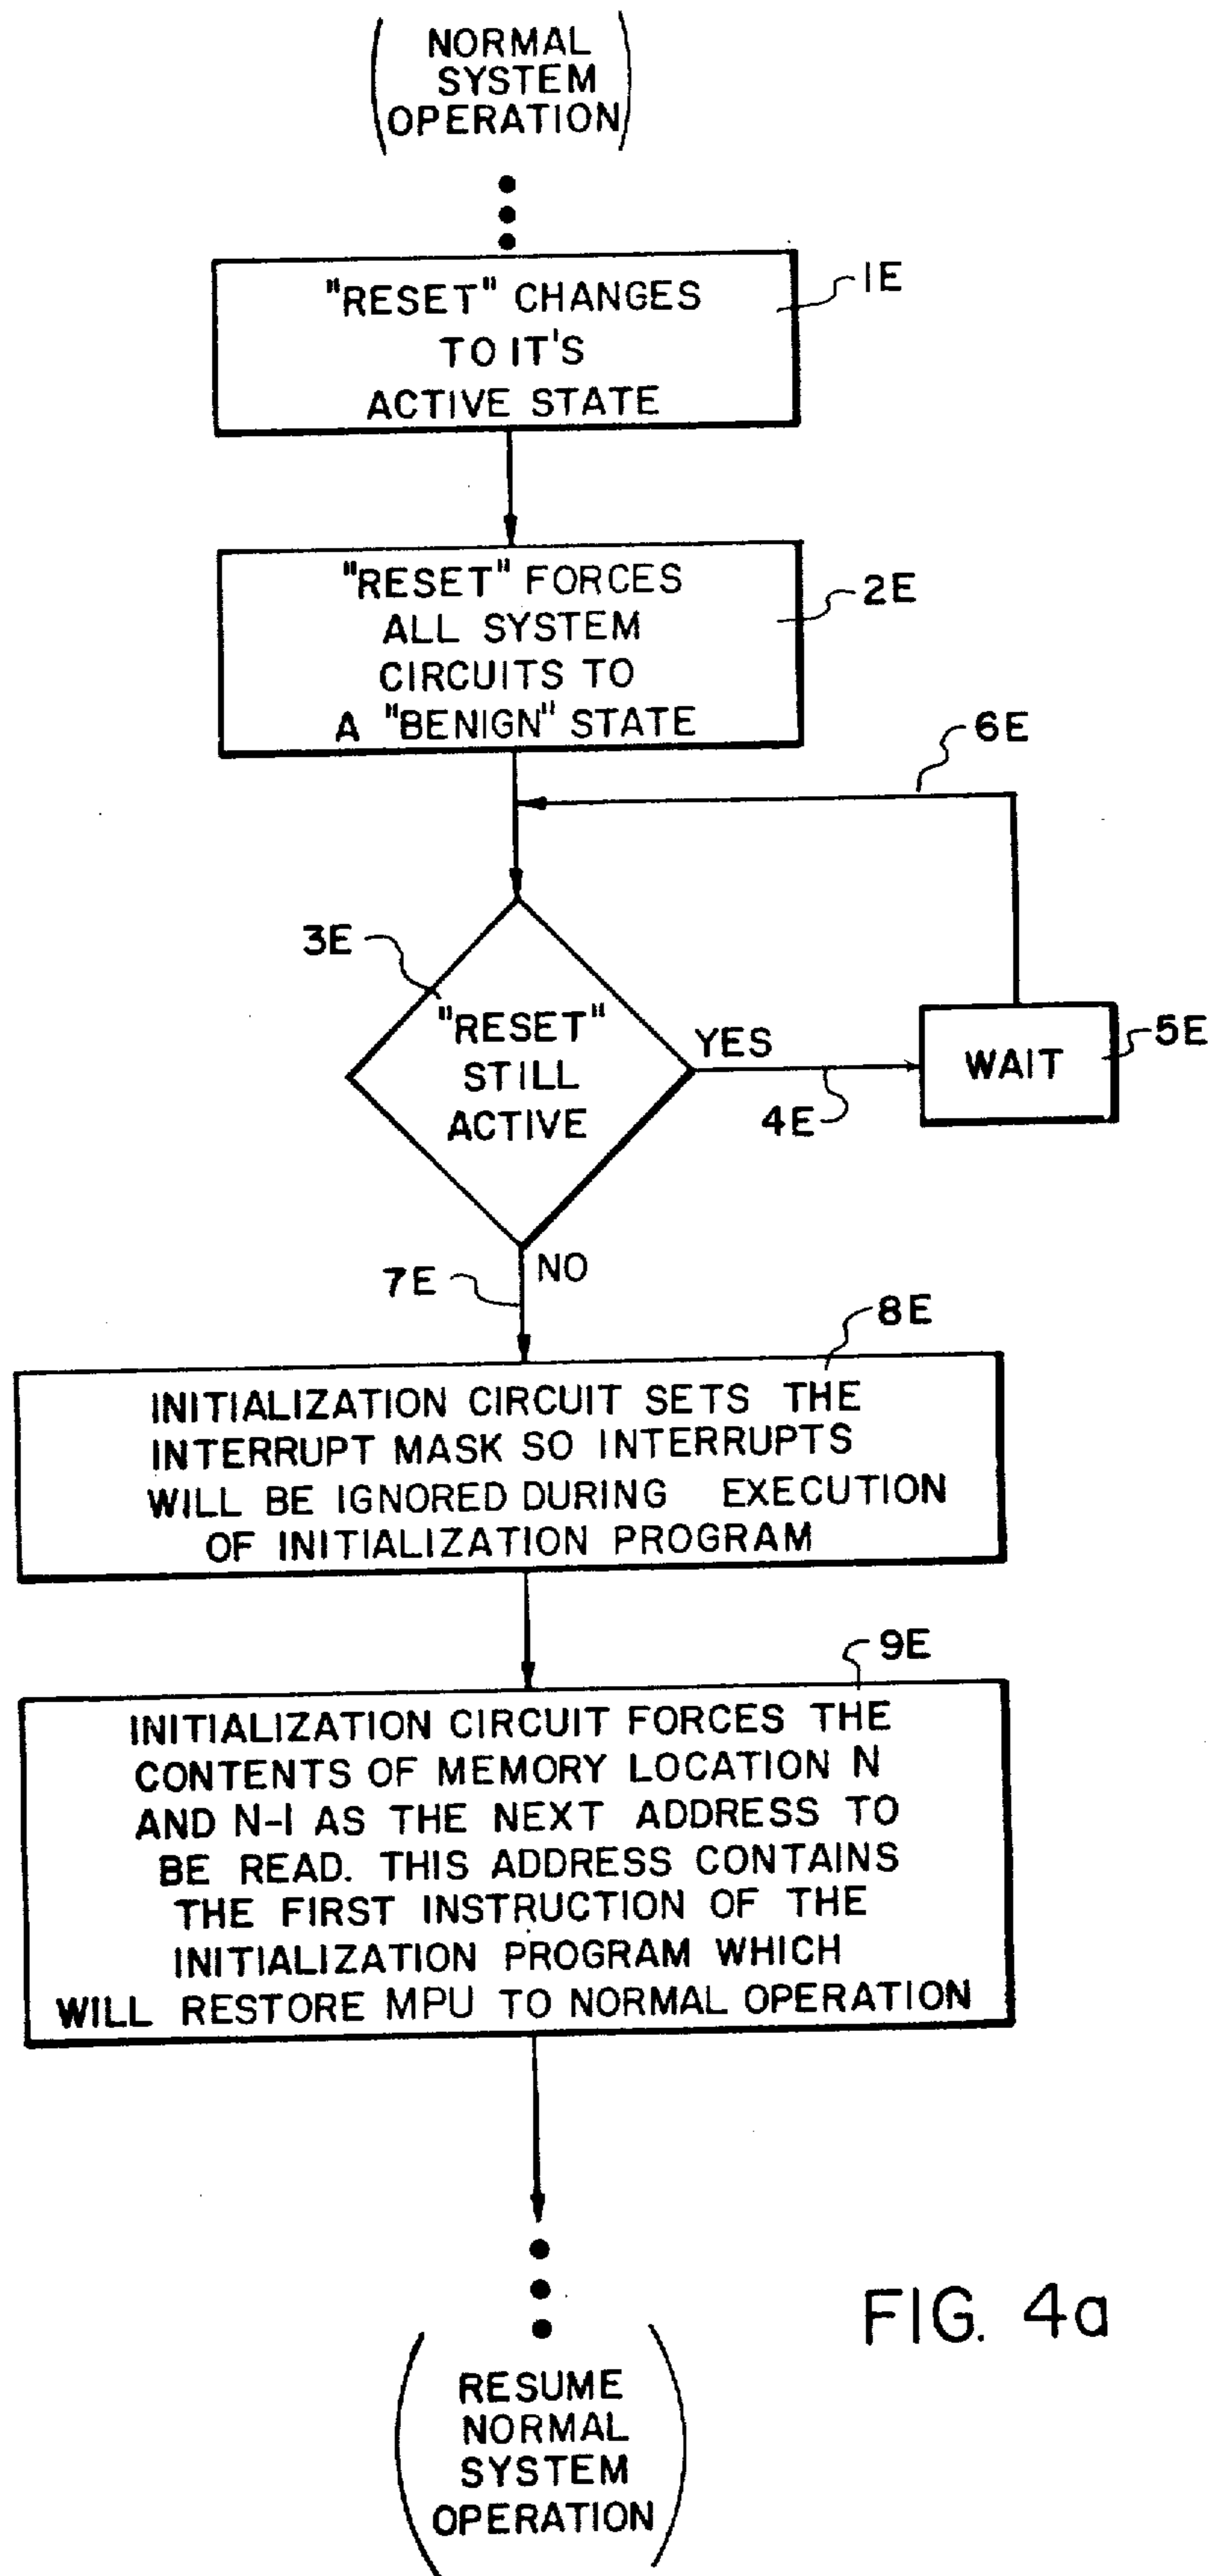 NORMAL
SYSTEM
OPERATION
"RESET" CHANGES
TO IT'S
ACTIVE STATE
1E
"RESET" FORCES
ALL SYSTEM
CIRCUITS TO
A "BENIGN" STATE
2E
6E
3E
"RESET"
STILL
ACTIVE
YES
4E
WAIT
5E
7E
NO
8E
INITIALIZATION CIRCUIT SETS THE
INTERRUPT MASK SO INTERRUPTS
WILL BE IGNORED DURING EXECUTION
OF INITIALIZATION PROGRAM
9E
INITIALIZATION CIRCUIT FORCES THE
CONTENTS OF MEMORY LOCATION N
AND N-1 AS THE NEXT ADDRESS TO
BE READ. THIS ADDRESS CONTAINS
THE FIRST INSTRUCTION OF THE
INITIALIZATION PROGRAM WHICH
WILL RESTORE MPU TO NORMAL OPERATION
FIG. 4a
RESUME
NORMAL
SYSTEM
OPERATION